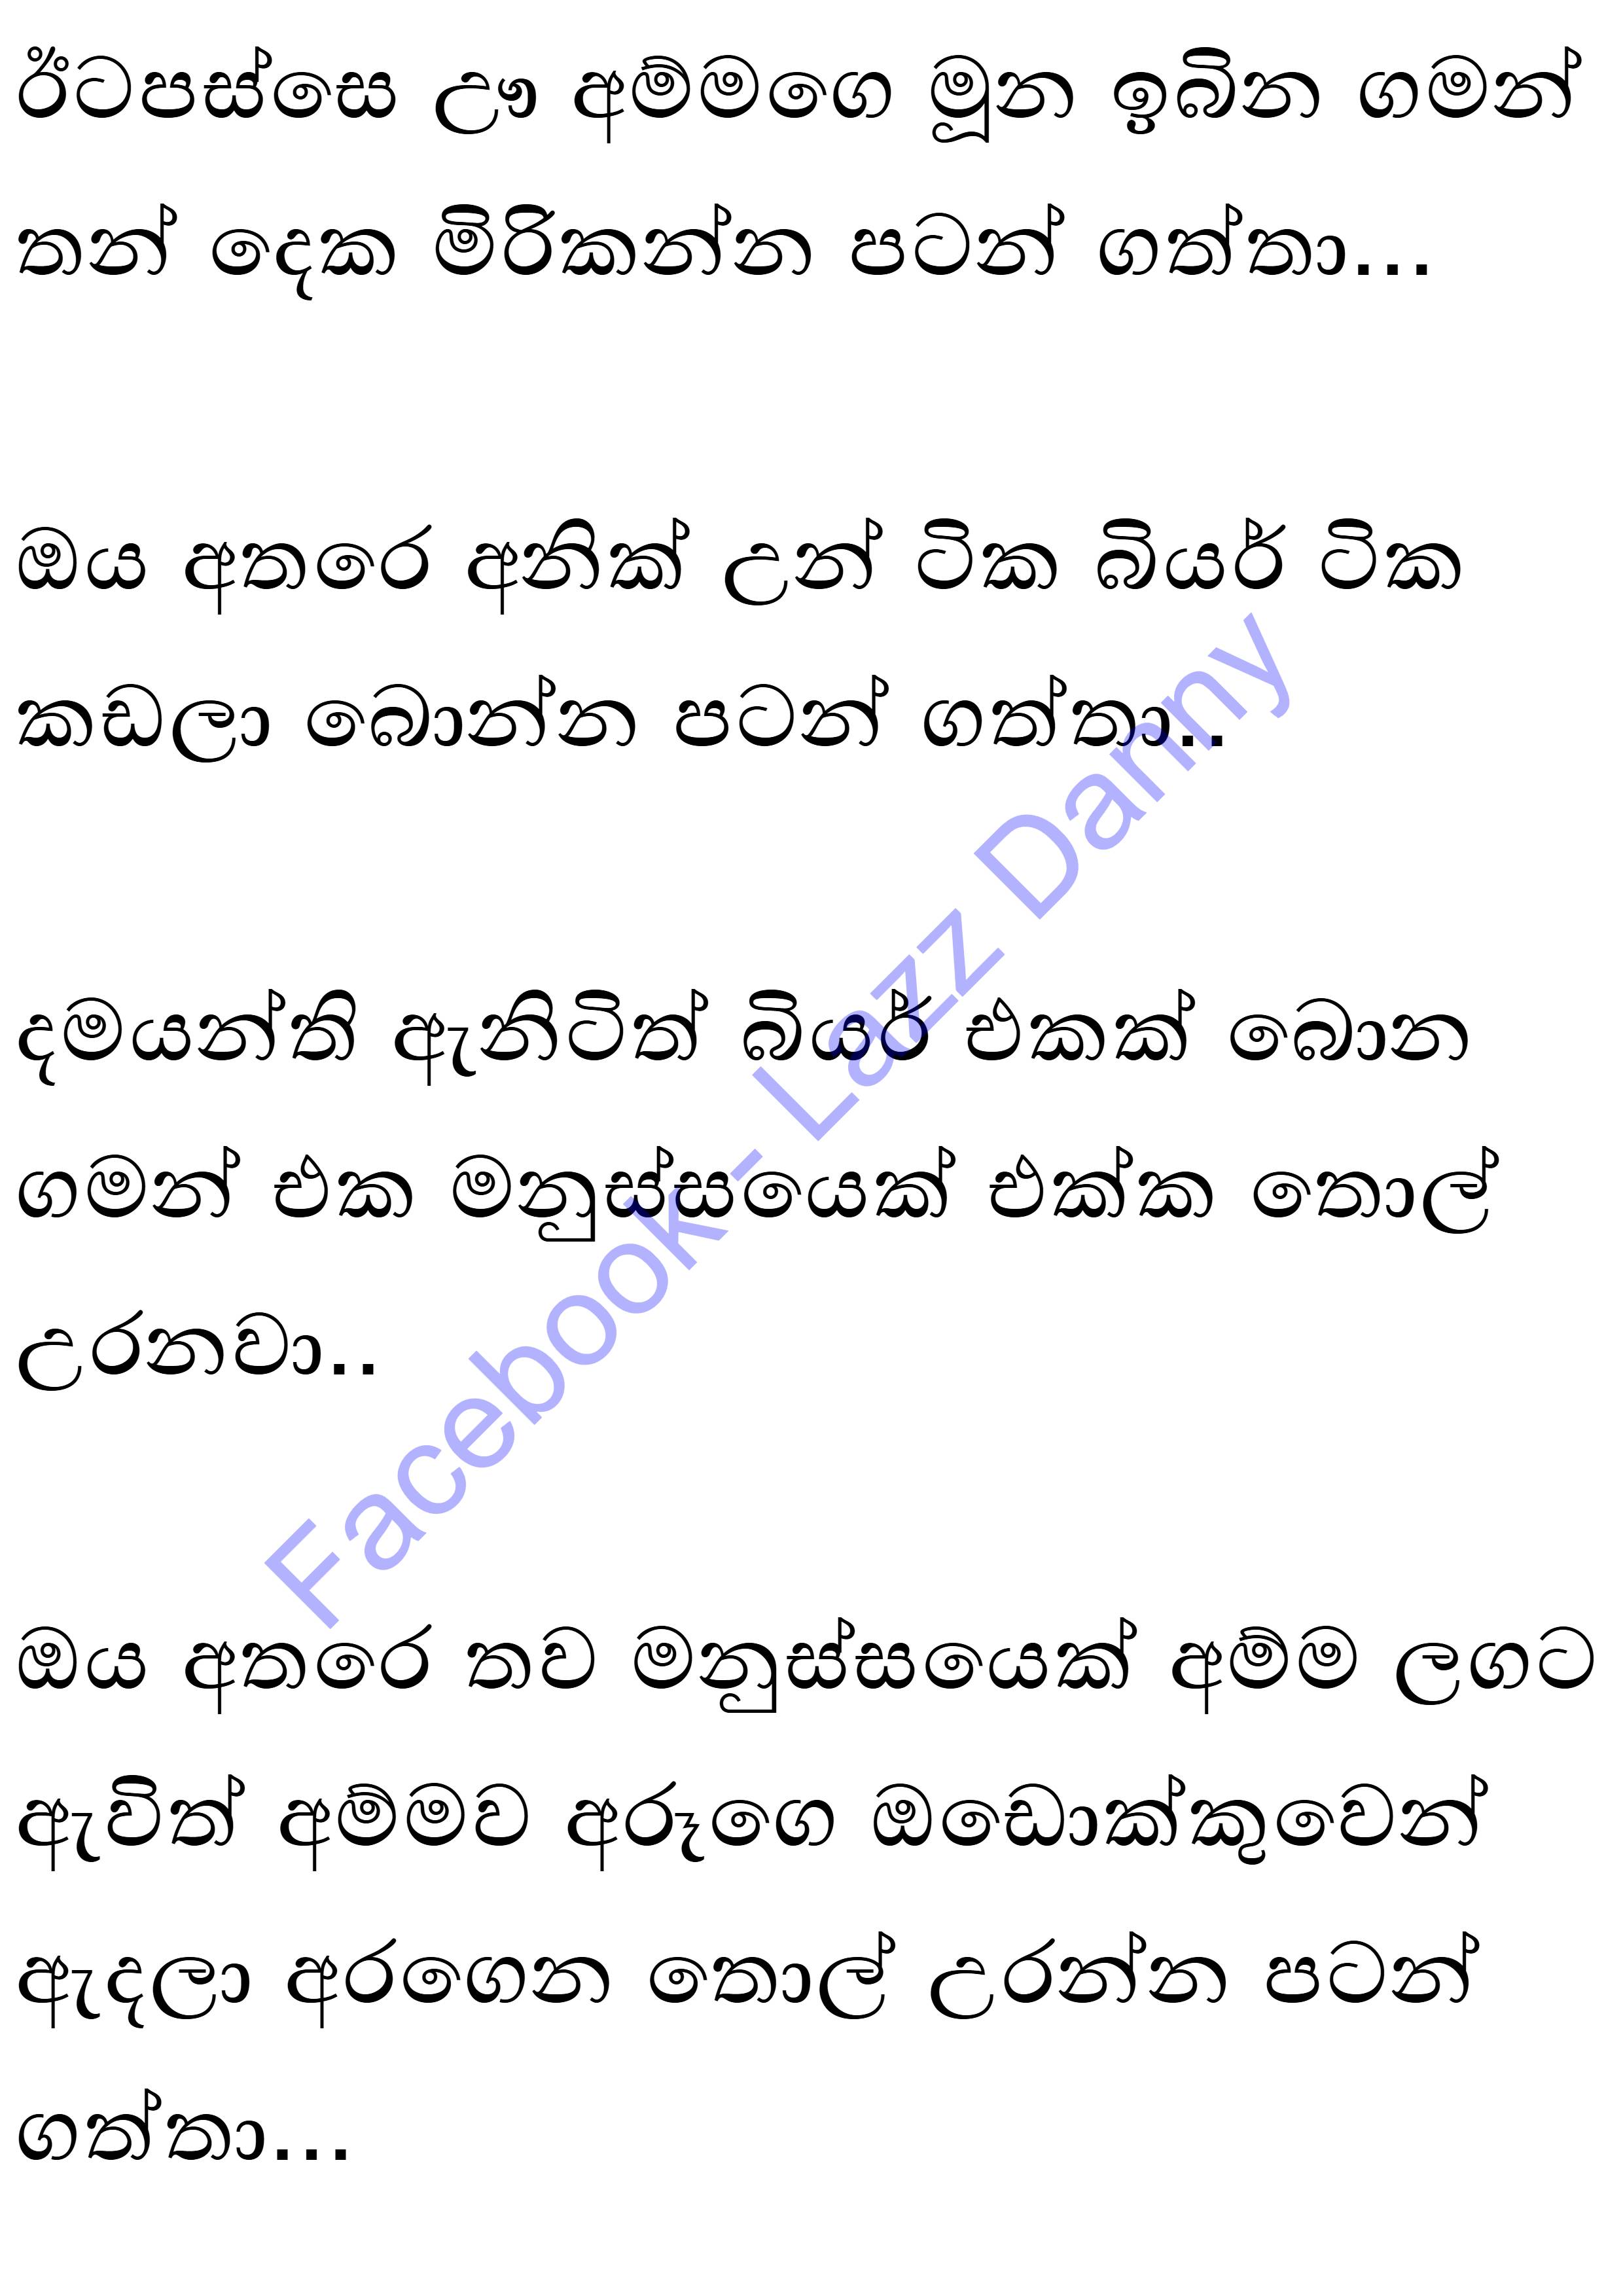 ඊටපස්සෙ ඌ අම්මගෙ මූන ඉබින ගමන්
තන් දෙක මිරිකන්න පටන් ගත්තා...
ඔය අතරෙ අනික් උන් ටික බියර් ටික
කඩලා බොන්න පටන් ගත්තා..
දමයන්ති ඇනිටිත් බියර් එකක් බොන
ගමන් එක මනුස්සයෙක් එක්ක තොල්
උරනවා..
ඔය අතරෙ තව මනුස්සයෙක් අම්ම ලගට
ඇවිත් අම්මව අරූගෙ ඔඩොක්කුවෙන්
ඇදලා අරගෙන තොල් උරන්න පටන්
ගත්තා...
Facebook - Lazz Danny